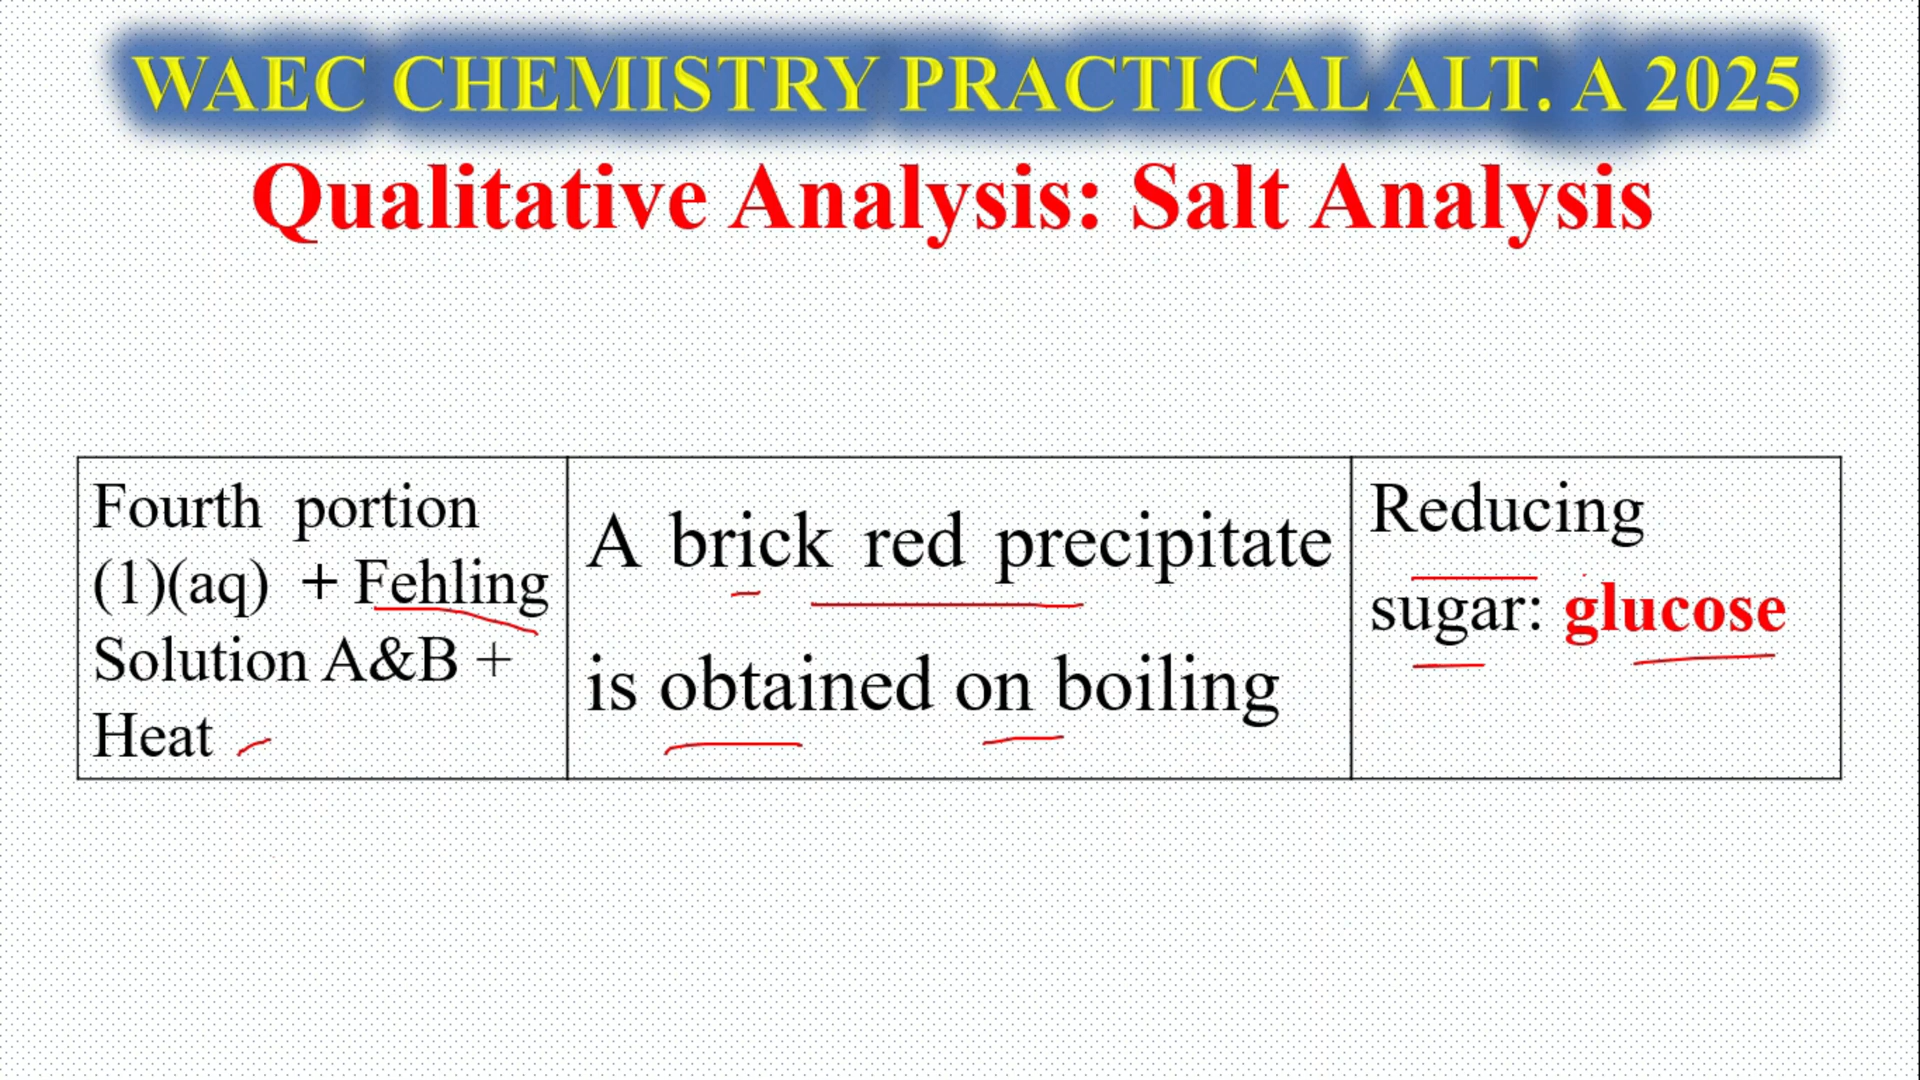 WAEC CHEMISTRY PRACTICAL ALT. A 2025
Qualitative Analysis: Salt Analysis
Fourth portion
(1)(aq) + Fehling
Solution A&B +
Heat
A brick red precipitate
is obtained on boiling
Reducing
sugar: glucose